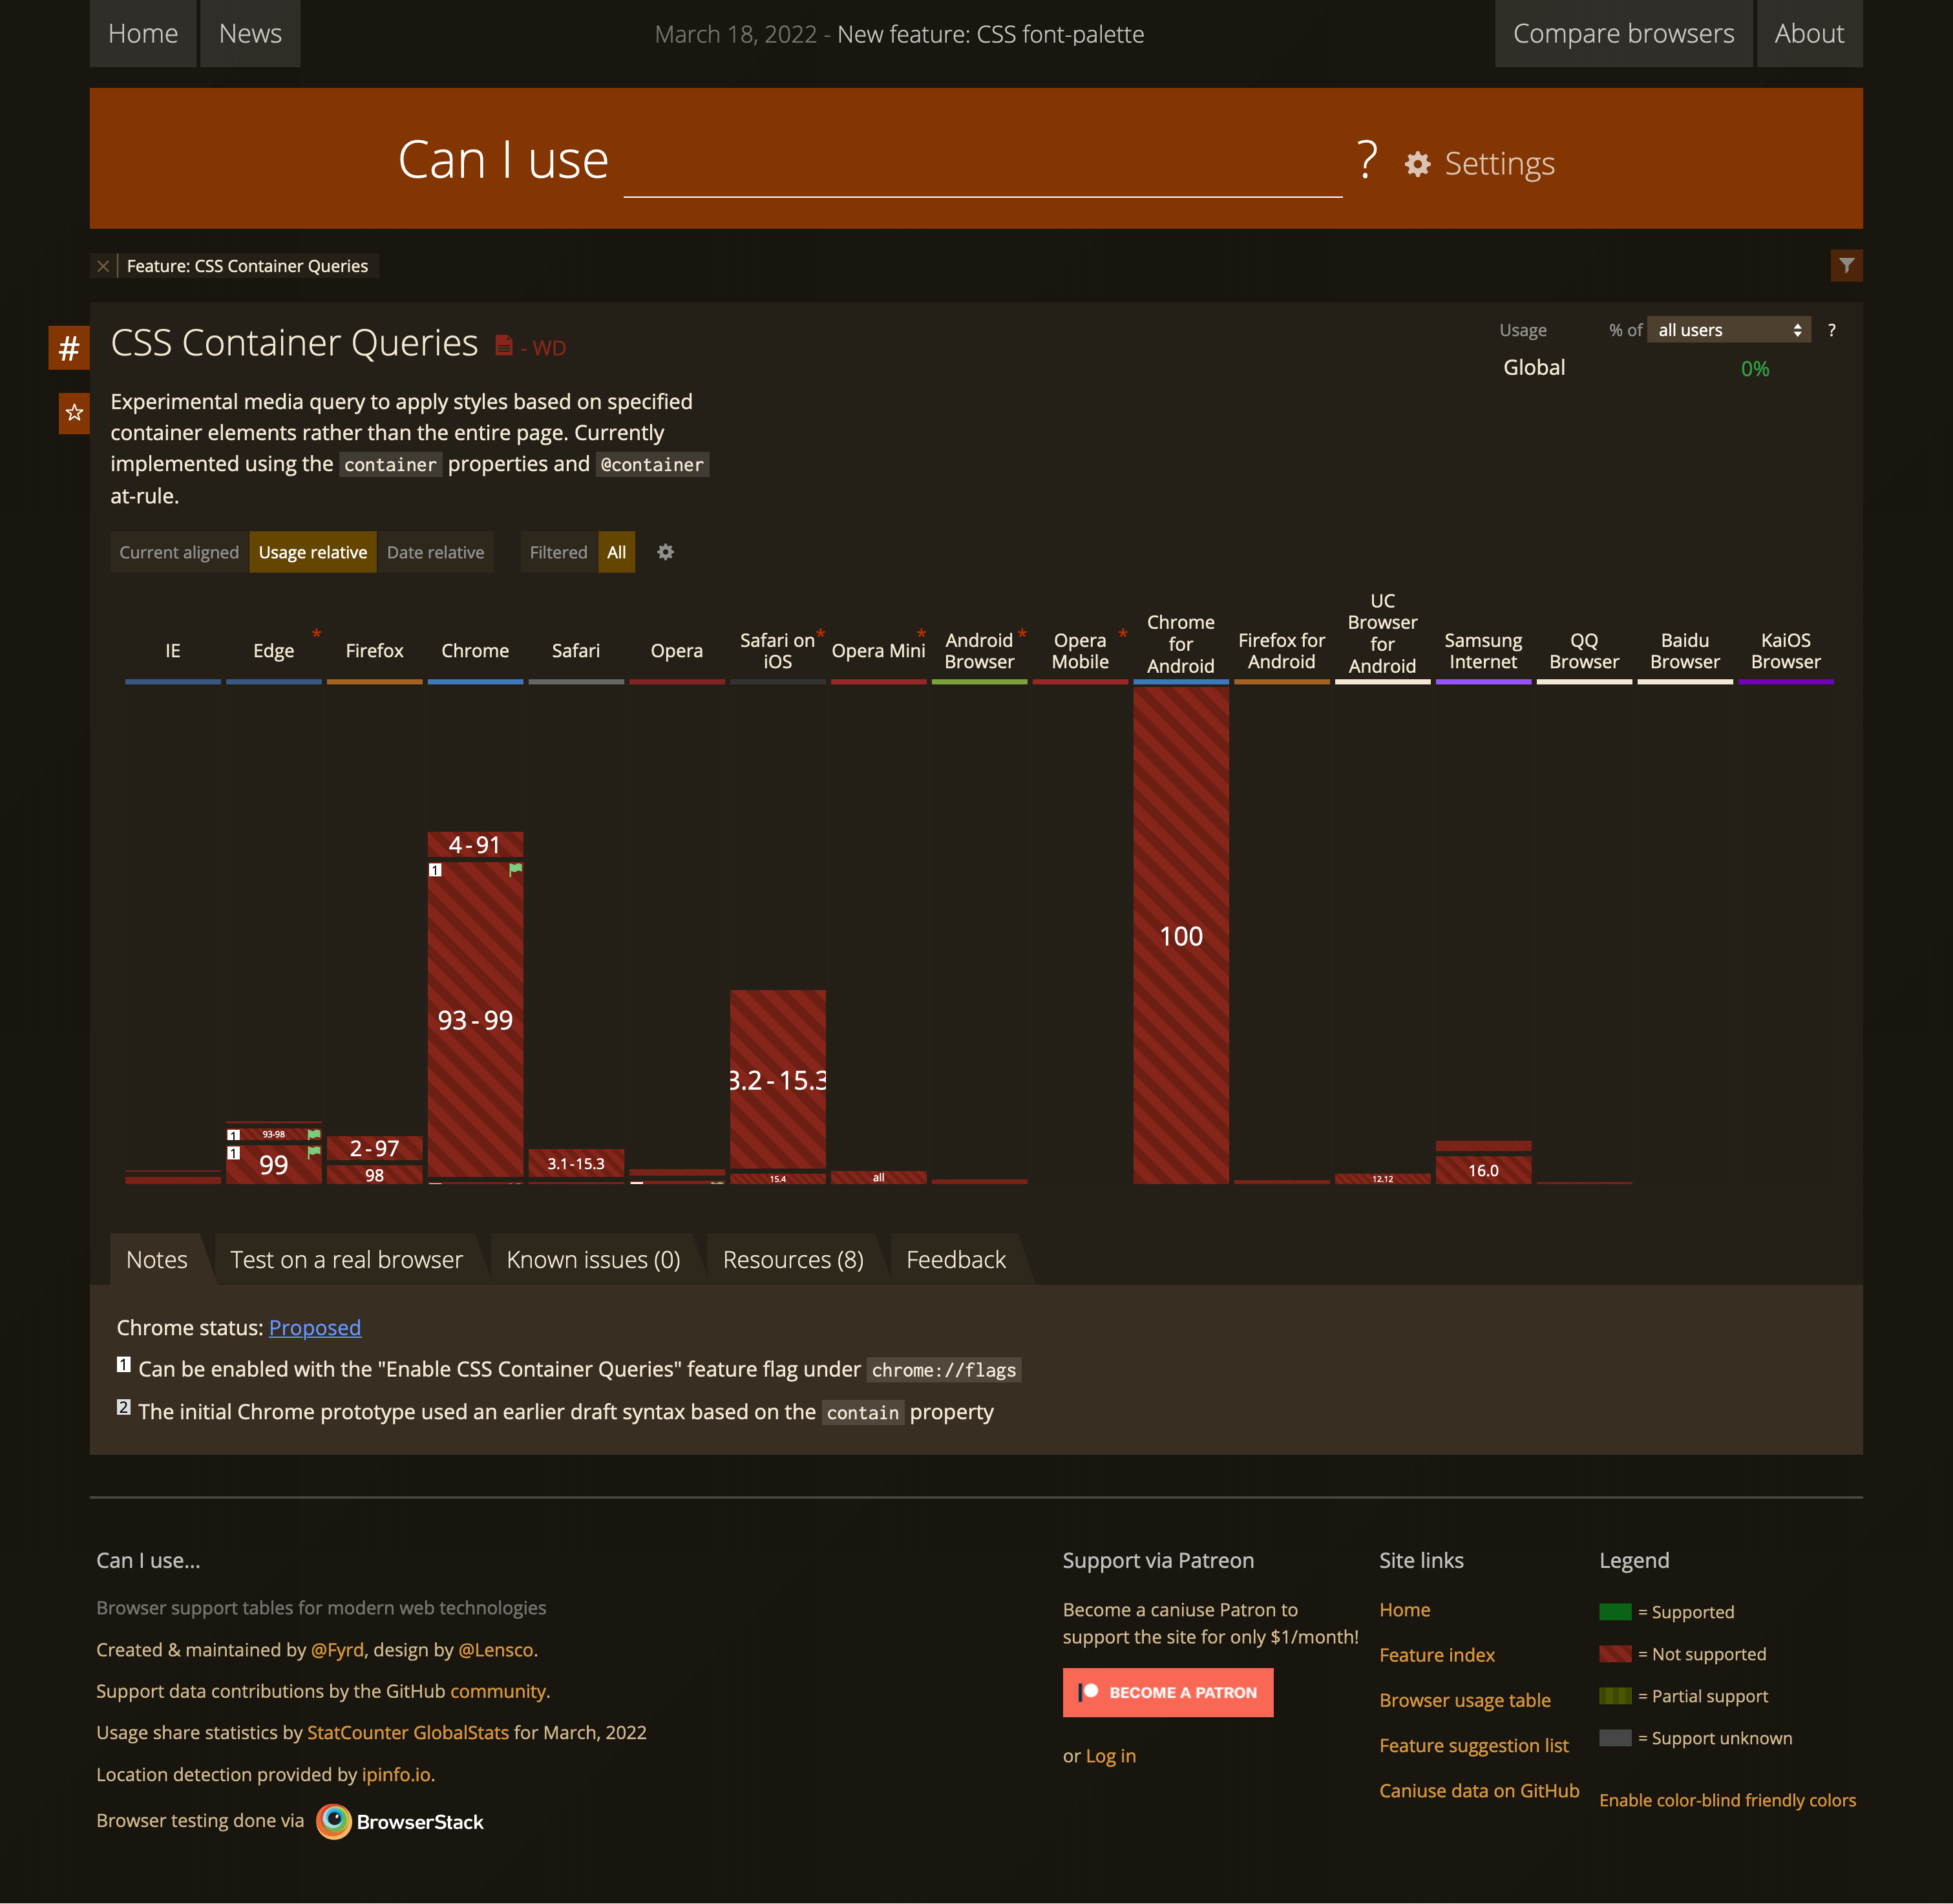 Home
News
March 18, 2022 - New feature: CSS font-palette
Compare browsers
About
Can I use
?
Settings
Feature: CSS Container Queries
#
CSS Container Queries
- WD
Usage
% of
all users
?
Global
0%
Experimental media query to apply styles based on specified
container elements rather than the entire page. Currently
implemented using the container properties and @container
at-rule.
Current aligned
Usage relative
Date relative
Filtered
All
IE
Edge *
Firefox
Chrome
Safari
Opera
Safari on *
iOS
Opera Mini *
Android *
Browser
Opera *
Mobile
Chrome
for
Android
Firefox for
Android
UC
Browser
for
Android
Samsung
Internet
QQ
Browser
Baidu
Browser
KaiOS
Browser
1
93-98
1
99
2-97
98
4-91
1
93-99
3.1-15.3
3.2-15.3
15.4
all
100
12.12
16.0
Notes
Test on a real browser
Known issues (0)
Resources (8)
Feedback
Chrome status: Proposed
1 Can be enabled with the "Enable CSS Container Queries" feature flag under chrome://flags
2 The initial Chrome prototype used an earlier draft syntax based on the contain property
Can I use...
Browser support tables for modern web technologies
Created & maintained by @Fyrd, design by @Lensco.
Support data contributions by the GitHub community.
Usage share statistics by StatCounter GlobalStats for March, 2022
Location detection provided by ipinfo.io.
Browser testing done via BrowserStack
Support via Patreon
Become a caniuse Patron to
support the site for only $1/month!
BECOME A PATRON
or Log in
Site links
Home
Feature index
Browser usage table
Feature suggestion list
Caniuse data on GitHub
Legend
= Supported
= Not supported
= Partial support
= Support unknown
Enable color-blind friendly colors